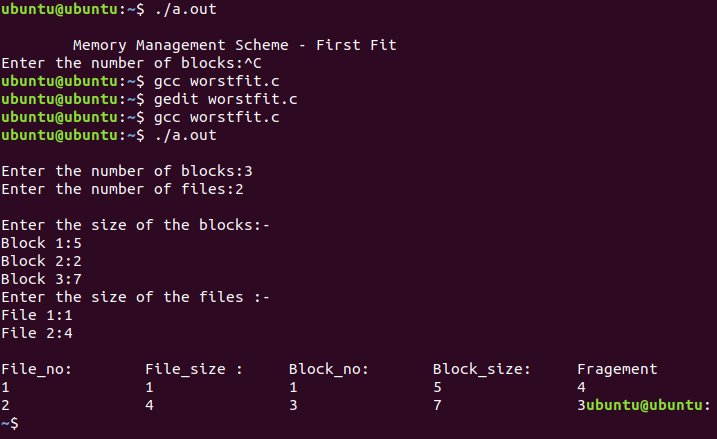 ubuntu@ubuntu:~$ ./a.out
Memory Management Scheme - First Fit
Enter the number of blocks:^C
ubuntu@ubuntu:~$ gcc worstfit.c
ubuntu@ubuntu:~$ gedit worstfit.c
ubuntu@ubuntu:~$ gcc worstfit.c
ubuntu@ubuntu:~$ ./a.out
Enter the number of blocks:3
Enter the number of files:2
Enter the size of the blocks:-
Block 1:5
Block 2:2
Block 3:7
Enter the size of the files :-
File 1:1
File 2:4
File_no: File_size : Block_no: Block_size: Fragement
1 1 1 5 4
2 4 3 7 3ubuntu@ubuntu:
~$